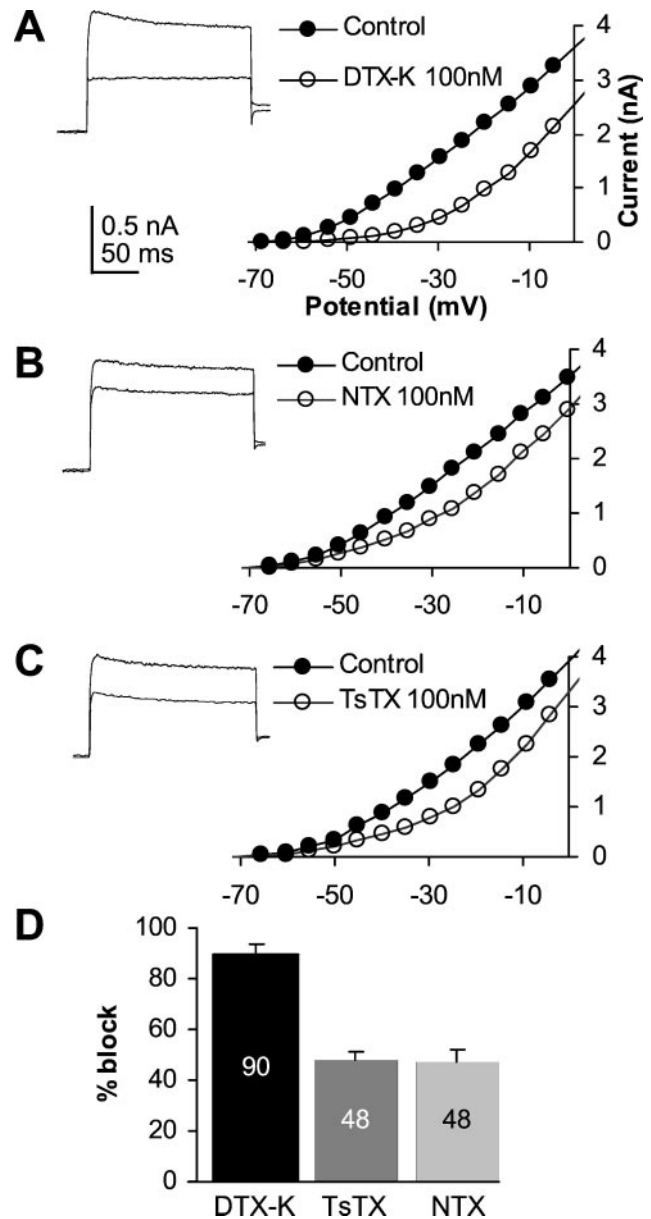 A
Control
DTX-K 100nM
0.5 nA
50 ms
4
3
2
1
0
Current (nA)
-70 -50 -30 -10
Potential (mV)
B
Control
NTX 100nM
4
3
2
1
0
-70 -50 -30 -10
C
Control
TsTX 100nM
4
3
2
1
0
-70 -50 -30 -10
D
% block
100
80
60
40
20
0
90
48
48
DTX-K TsTX NTX